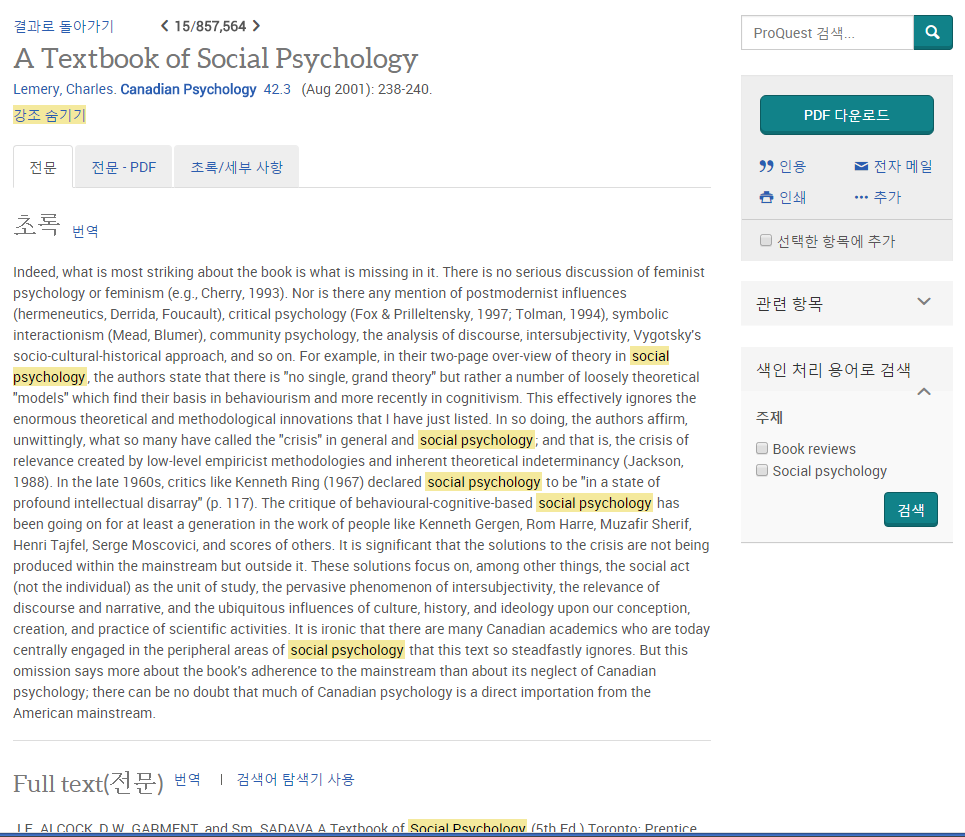 결과로 돌아가기
15/857,564
A Textbook of Social Psychology
Lemery, Charles. Canadian Psychology 42.3 (Aug 2001): 238-240.
강조 숨기기
전문
전문 - PDF
초록/세부 사항
초록 번역
Indeed, what is most striking about the book is what is missing in it. There is no serious discussion of feminist
psychology or feminism (e.g., Cherry, 1993). Nor is there any mention of postmodernist influences
(hermeneutics, Derrida, Foucault), critical psychology (Fox & Prilleltensky, 1997; Tolman, 1994), symbolic
interactionism (Mead, Blumer), community psychology, the analysis of discourse, intersubjectivity, Vygotsky's
socio-cultural-historical approach, and so on. For example, in their two-page over-view of theory in social
psychology, the authors state that there is "no single, grand theory" but rather a number of loosely theoretical
"models" which find their basis in behaviourism and more recently in cognitivism. This effectively ignores the
enormous theoretical and methodological innovations that I have just listed. In so doing, the authors affirm,
unwittingly, what so many have called the "crisis" in general and social psychology; and that is, the crisis of
relevance created by low-level empiricist methodologies and inherent theoretical indeterminancy (Jackson,
1988). In the late 1960s, critics like Kenneth Ring (1967) declared social psychology to be "in a state of
profound intellectual disarray" (p. 117). The critique of behavioural-cognitive-based social psychology has
been going on for at least a generation in the work of people like Kenneth Gergen, Rom Harre, Muzafir Sherif,
Henri Tajfel, Serge Moscovici, and scores of others. It is significant that the solutions to the crisis are not being
produced within the mainstream but outside it. These solutions focus on, among other things, the social act
(not the individual) as the unit of study, the pervasive phenomenon of intersubjectivity, the relevance of
discourse and narrative, and the ubiquitous influences of culture, history, and ideology upon our conception,
creation, and practice of scientific activities. It is ironic that there are many Canadian academics who are today
centrally engaged in the peripheral areas of social psychology that this text so steadfastly ignores. But this
omission says more about the book's adherence to the mainstream than about its neglect of Canadian
psychology; there can be no doubt that much of Canadian psychology is a direct importation from the
American mainstream.
Full text(전문) 번역 | 검색어 탐색기 사용
J.E. ALCOCK, D.W. GARMENT, and Sm. SADAVA A Textbook of Social Psychology (5th Ed.) Toronto: Prentice
ProQuest 검색...
PDF 다운로드
인용
전자 메일
인쇄
추가
선택한 항목에 추가
관련 항목
색인 처리 용어로 검색
주제
Book reviews
Social psychology
검색